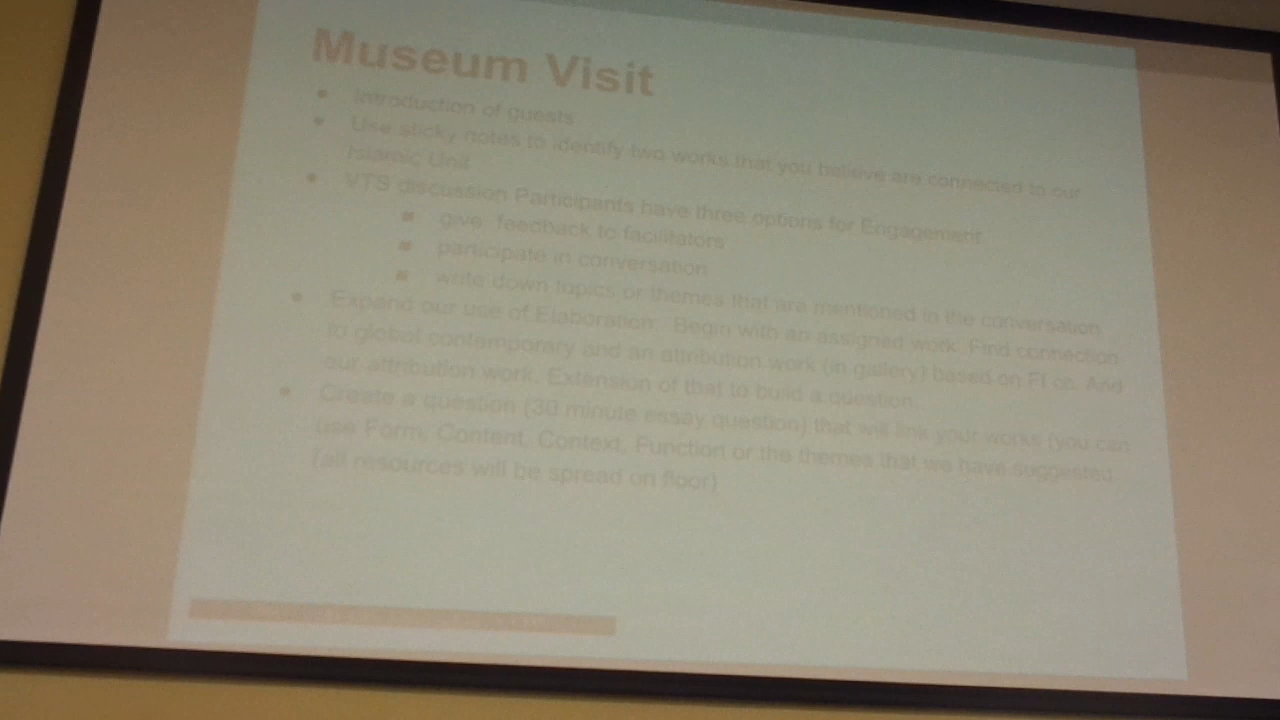 Museum Visit
Introduction of guests
Use sticky notes to identify two works that you believe are connected to our
Islamic Unit
VTS discussion Participants have three options for Engagement
give feedback to facilitators
participate in conversation
write down topics or themes that are mentioned in the conversation
Expand our use of Elaboration. Begin with an assigned work. Find connection
to global contemporary and an attribution work (in gallery) based on And
our attribution work. Extension of that to build a question.
Create a question (30 minute essay question) that will link your works (you can
use Form, Content, Context, Function or the themes that we have suggested
(all resources will be spread on floor)